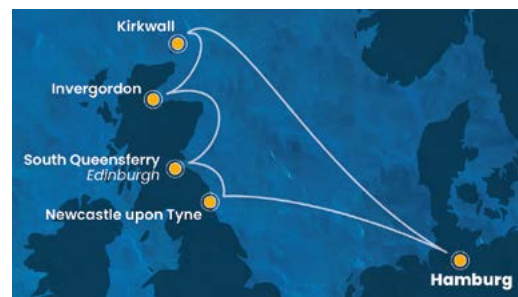 Kirkwall
Invergordon
South Queensferry
Edinburgh
Newcastle upon Tyne
Hamburg